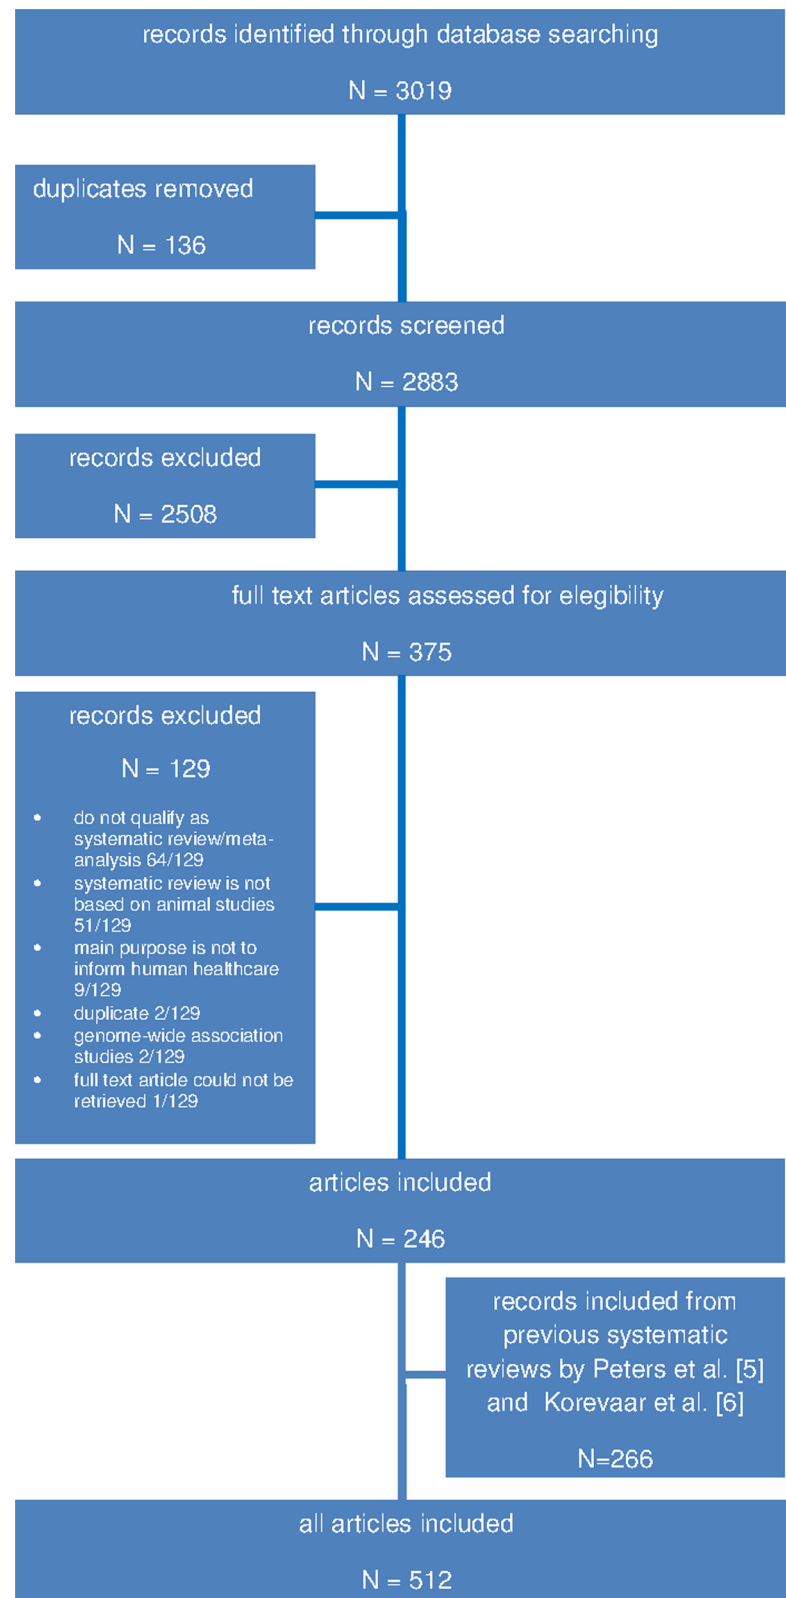 records identified through database searching
N = 3019
duplicates removed
N = 136
records screened
N = 2883
records excluded
N = 2508
full text articles assessed for elegibility
N = 375
records excluded
N = 129
• do not qualify as
systematic review/meta-
analysis 64/129
• systematic review is not
based on animal studies
51/129
• main purpose is not to
inform human healthcare
9/129
• duplicate 2/129
• genome-wide association
studies 2/129
• full text article could not be
retrieved 1/129
articles included
N = 246
records included from
previous systematic
reviews by Peters et al. [5]
and Korevaar et al. [6]
N=266
all articles included
N = 512